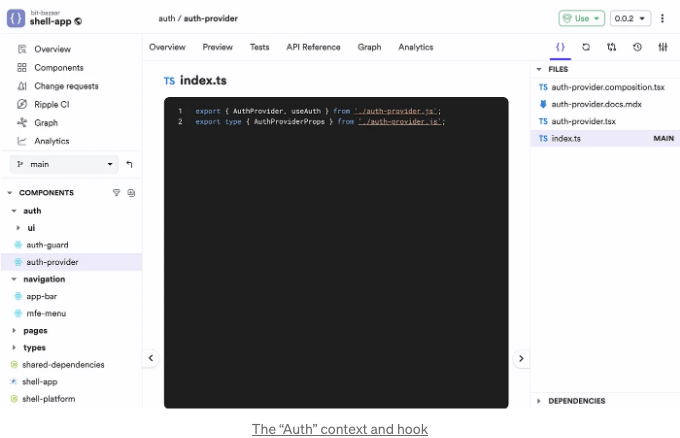 bit-bazaar
shell-app
auth / auth-provider
Use
0.0.2
Overview
Components
Change requests
Ripple CI
Graph
Analytics
main
COMPONENTS
auth
ui
auth-guard
auth-provider
navigation
app-bar
mfe-menu
pages
types
shared-dependencies
shell-app
shell-platform
Overview Preview Tests API Reference Graph Analytics
TS index.ts
1 export { AuthProvider, useAuth } from './auth-provider.js';
2 export type { AuthProviderProps } from './auth-provider.js';
FILES
TS auth-provider.composition.tsx
auth-provider.docs.mdx
TS auth-provider.tsx
TS index.ts MAIN
DEPENDENCIES
The “Auth” context and hook